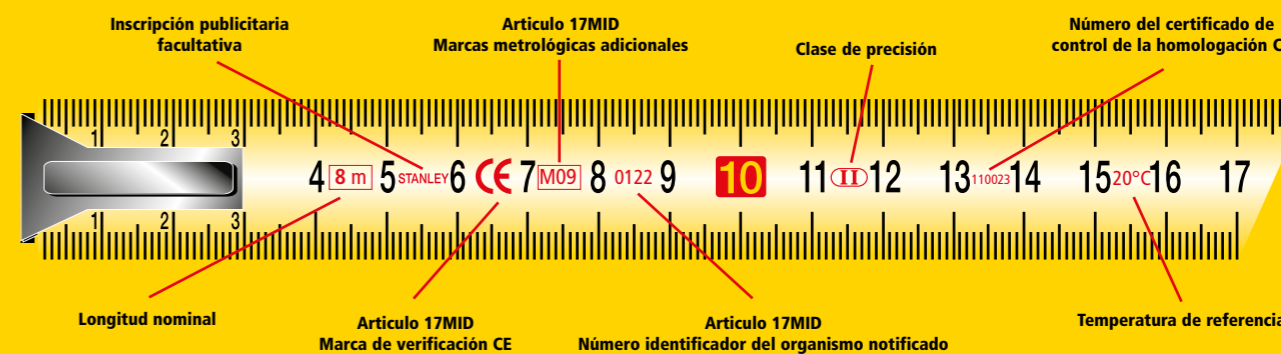 Inscripción publicitaria
facultativa
Articulo 17MID
Marcas metrológicas adicionales
Clase de precisión
Número del certificado de
control de la homologación C
1 2 3
4 8 m 5 STANLEY 6 CE 7 M09 8 0122 9 10 11 II 12 13 110023 14 15 20°C 16 17
1 2 3
Longitud nominal
Articulo 17MID
Marca de verificación CE
Articulo 17MID
Número identificador del organismo notificado
Temperatura de referencia